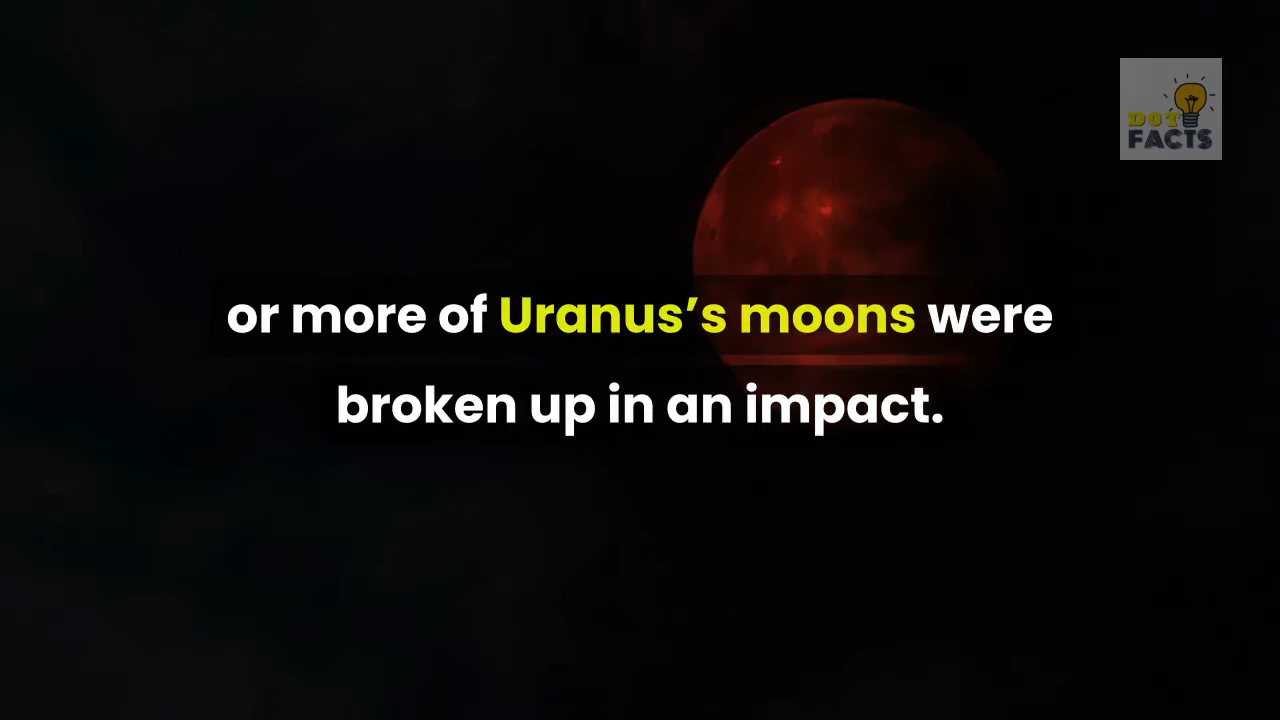 DOT
FACTS
or more of Uranus’s moons were
broken up in an impact.